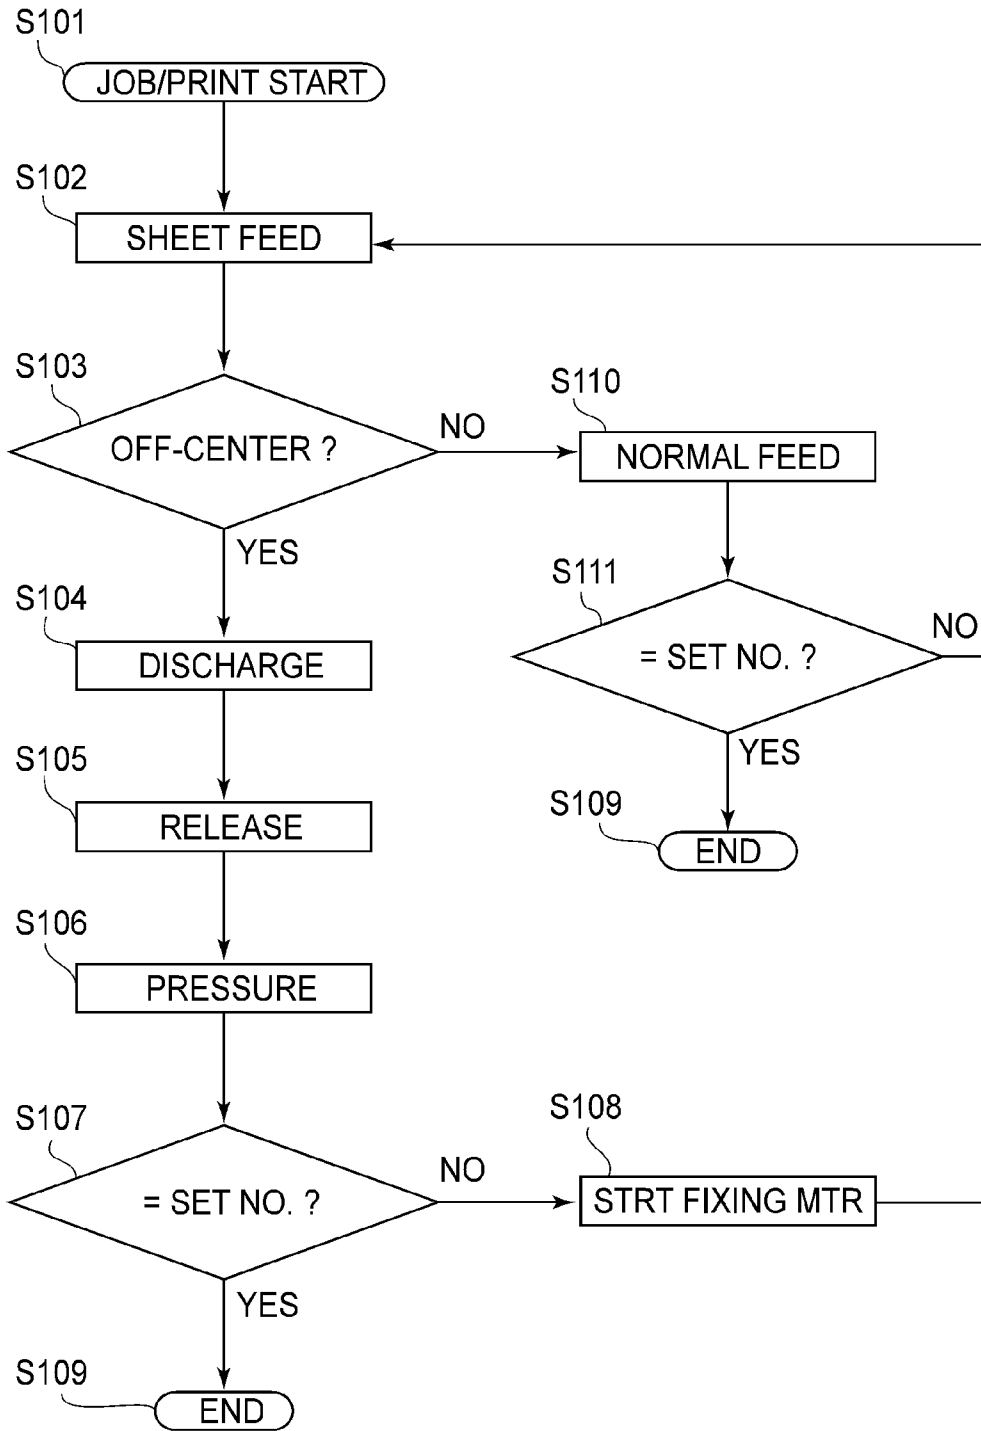 S101
JOB/PRINT START
S102
SHEET FEED
S103
OFF-CENTER ?
NO
YES
S110
NORMAL FEED
S111
= SET NO. ?
NO
YES
S109
END
S104
DISCHARGE
S105
RELEASE
S106
PRESSURE
S107
= SET NO. ?
NO
YES
S108
STRT FIXING MTR
S109
END